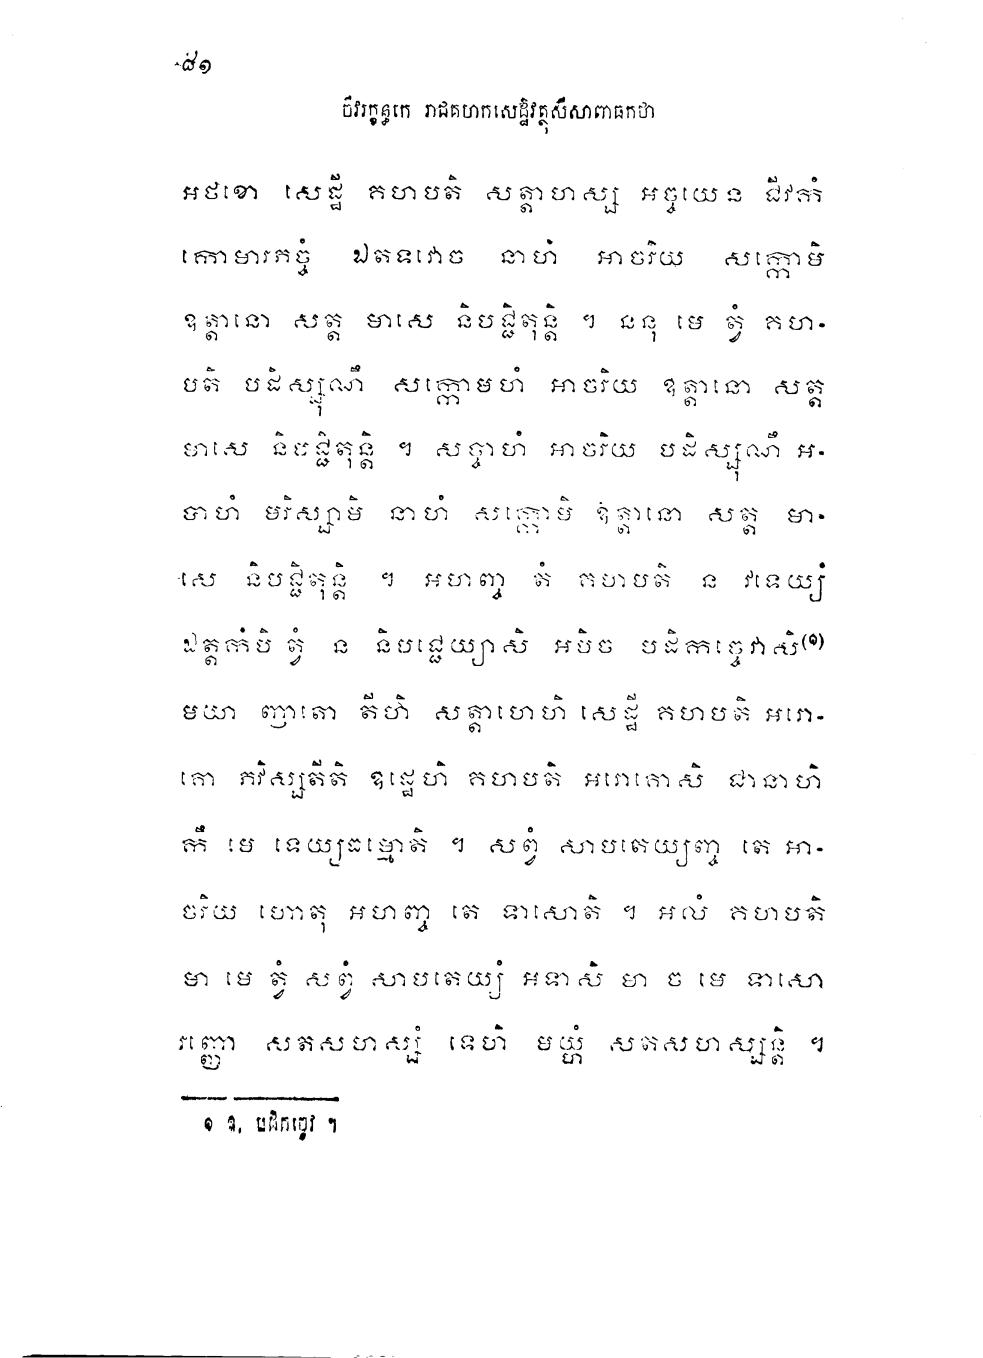 ៨១
ចីវរក្ខន្ធកេ រាជគហកសេដ្ឋិវត្ថុសីសាពាធកថា
អថខោ សេដ្ឋី គហបតិ សត្តាហស្ស អច្ចយេន ជីវកំ
កោមារភច្ចំ ឯតទវោច នាហំ អាចរិយ សក្កោមិ
ឧត្តានោ សត្ត មាសេ និបជ្ជិតុន្តិ ។ ននុ មេ ត្វំ គហ-
បតិ បដិស្សុណិ សក្កោមហំ អាចរិយ ឧត្តានោ សត្ត
មាសេ និបជ្ជិតុន្តិ ។ សច្ចាហំ អាចរិយ បដិស្សុណឹ អ-
បាហំ មរិស្សាមិ នាហំ សក្កោមិ ឧត្តានោ សត្ត មា-
សេ និបជ្ជិតុន្តិ ។ អហញ្ច តំ គហបតិ ន វទេយ្យំ
ឯត្តកំបិ ត្វំ ន និបជ្ជេយ្យាសិ អបិច បដិកច្ចេវាសិ(១)
មយា ញាតោ តីហិ សត្តាហេហិ សេដ្ឋី គហបតិ អរោ-
គោ ភវិស្សតីតិ ឧដ្ឋេហិ គហបតិ អរោគោសិ ជានាហិ
កឹ មេ ទេយ្យធម្មោតិ ។ សព្វំ សាបតេយ្យញ្ច តេ អា-
ចរិយ ហោតុ អហញ្ច តេ ទាសោតិ ។ អលំ គហបតិ
មា មេ ត្វំ សព្វំ សាបតេយ្យំ អទាសិ មា ច មេ ទាសោ
រញ្ញោ សតសហស្សំ ទេហិ មយ្ហំ សតសហស្សន្តិ ។
១ ឱ. បដិកច្ចេវ ។